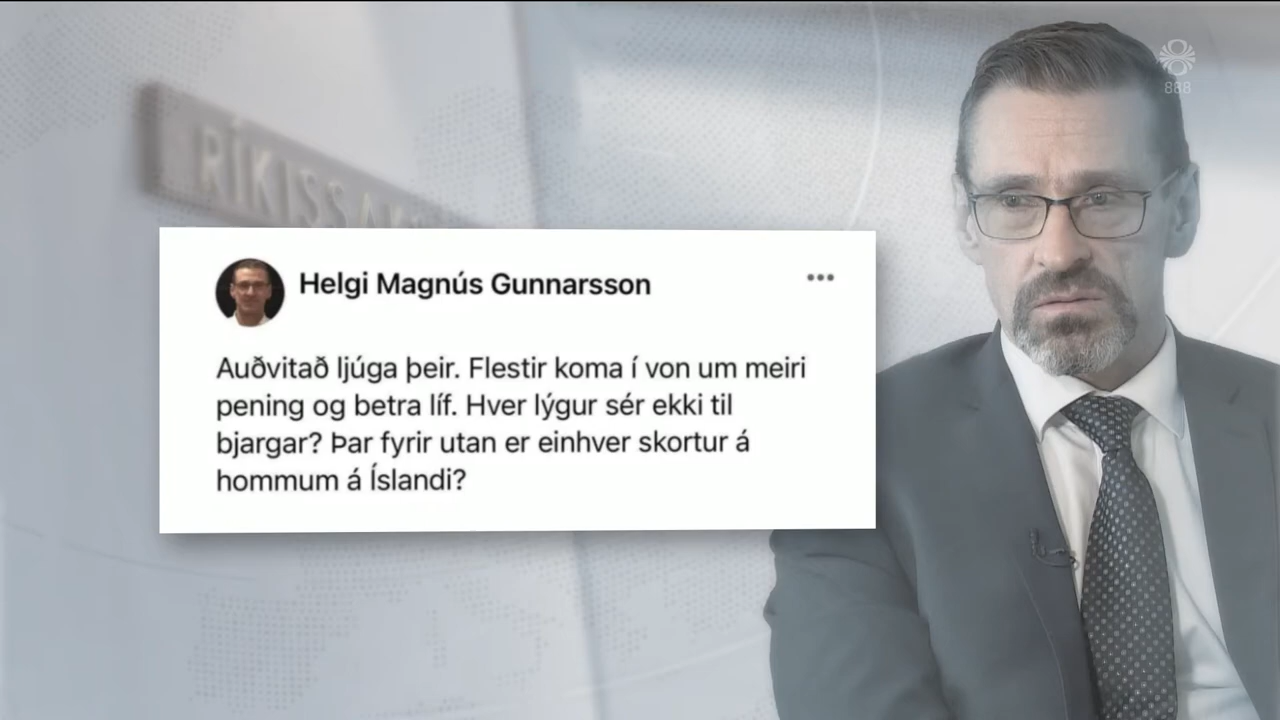 888
RÍKISSA
Helgi Magnús Gunnarsson
Auðvitað ljúga þeir. Flestir koma í von um meiri
pening og betra líf. Hver lýgur sér ekki til
bjargar? Þar fyrir utan er einhver skortur á
hommum á Íslandi?